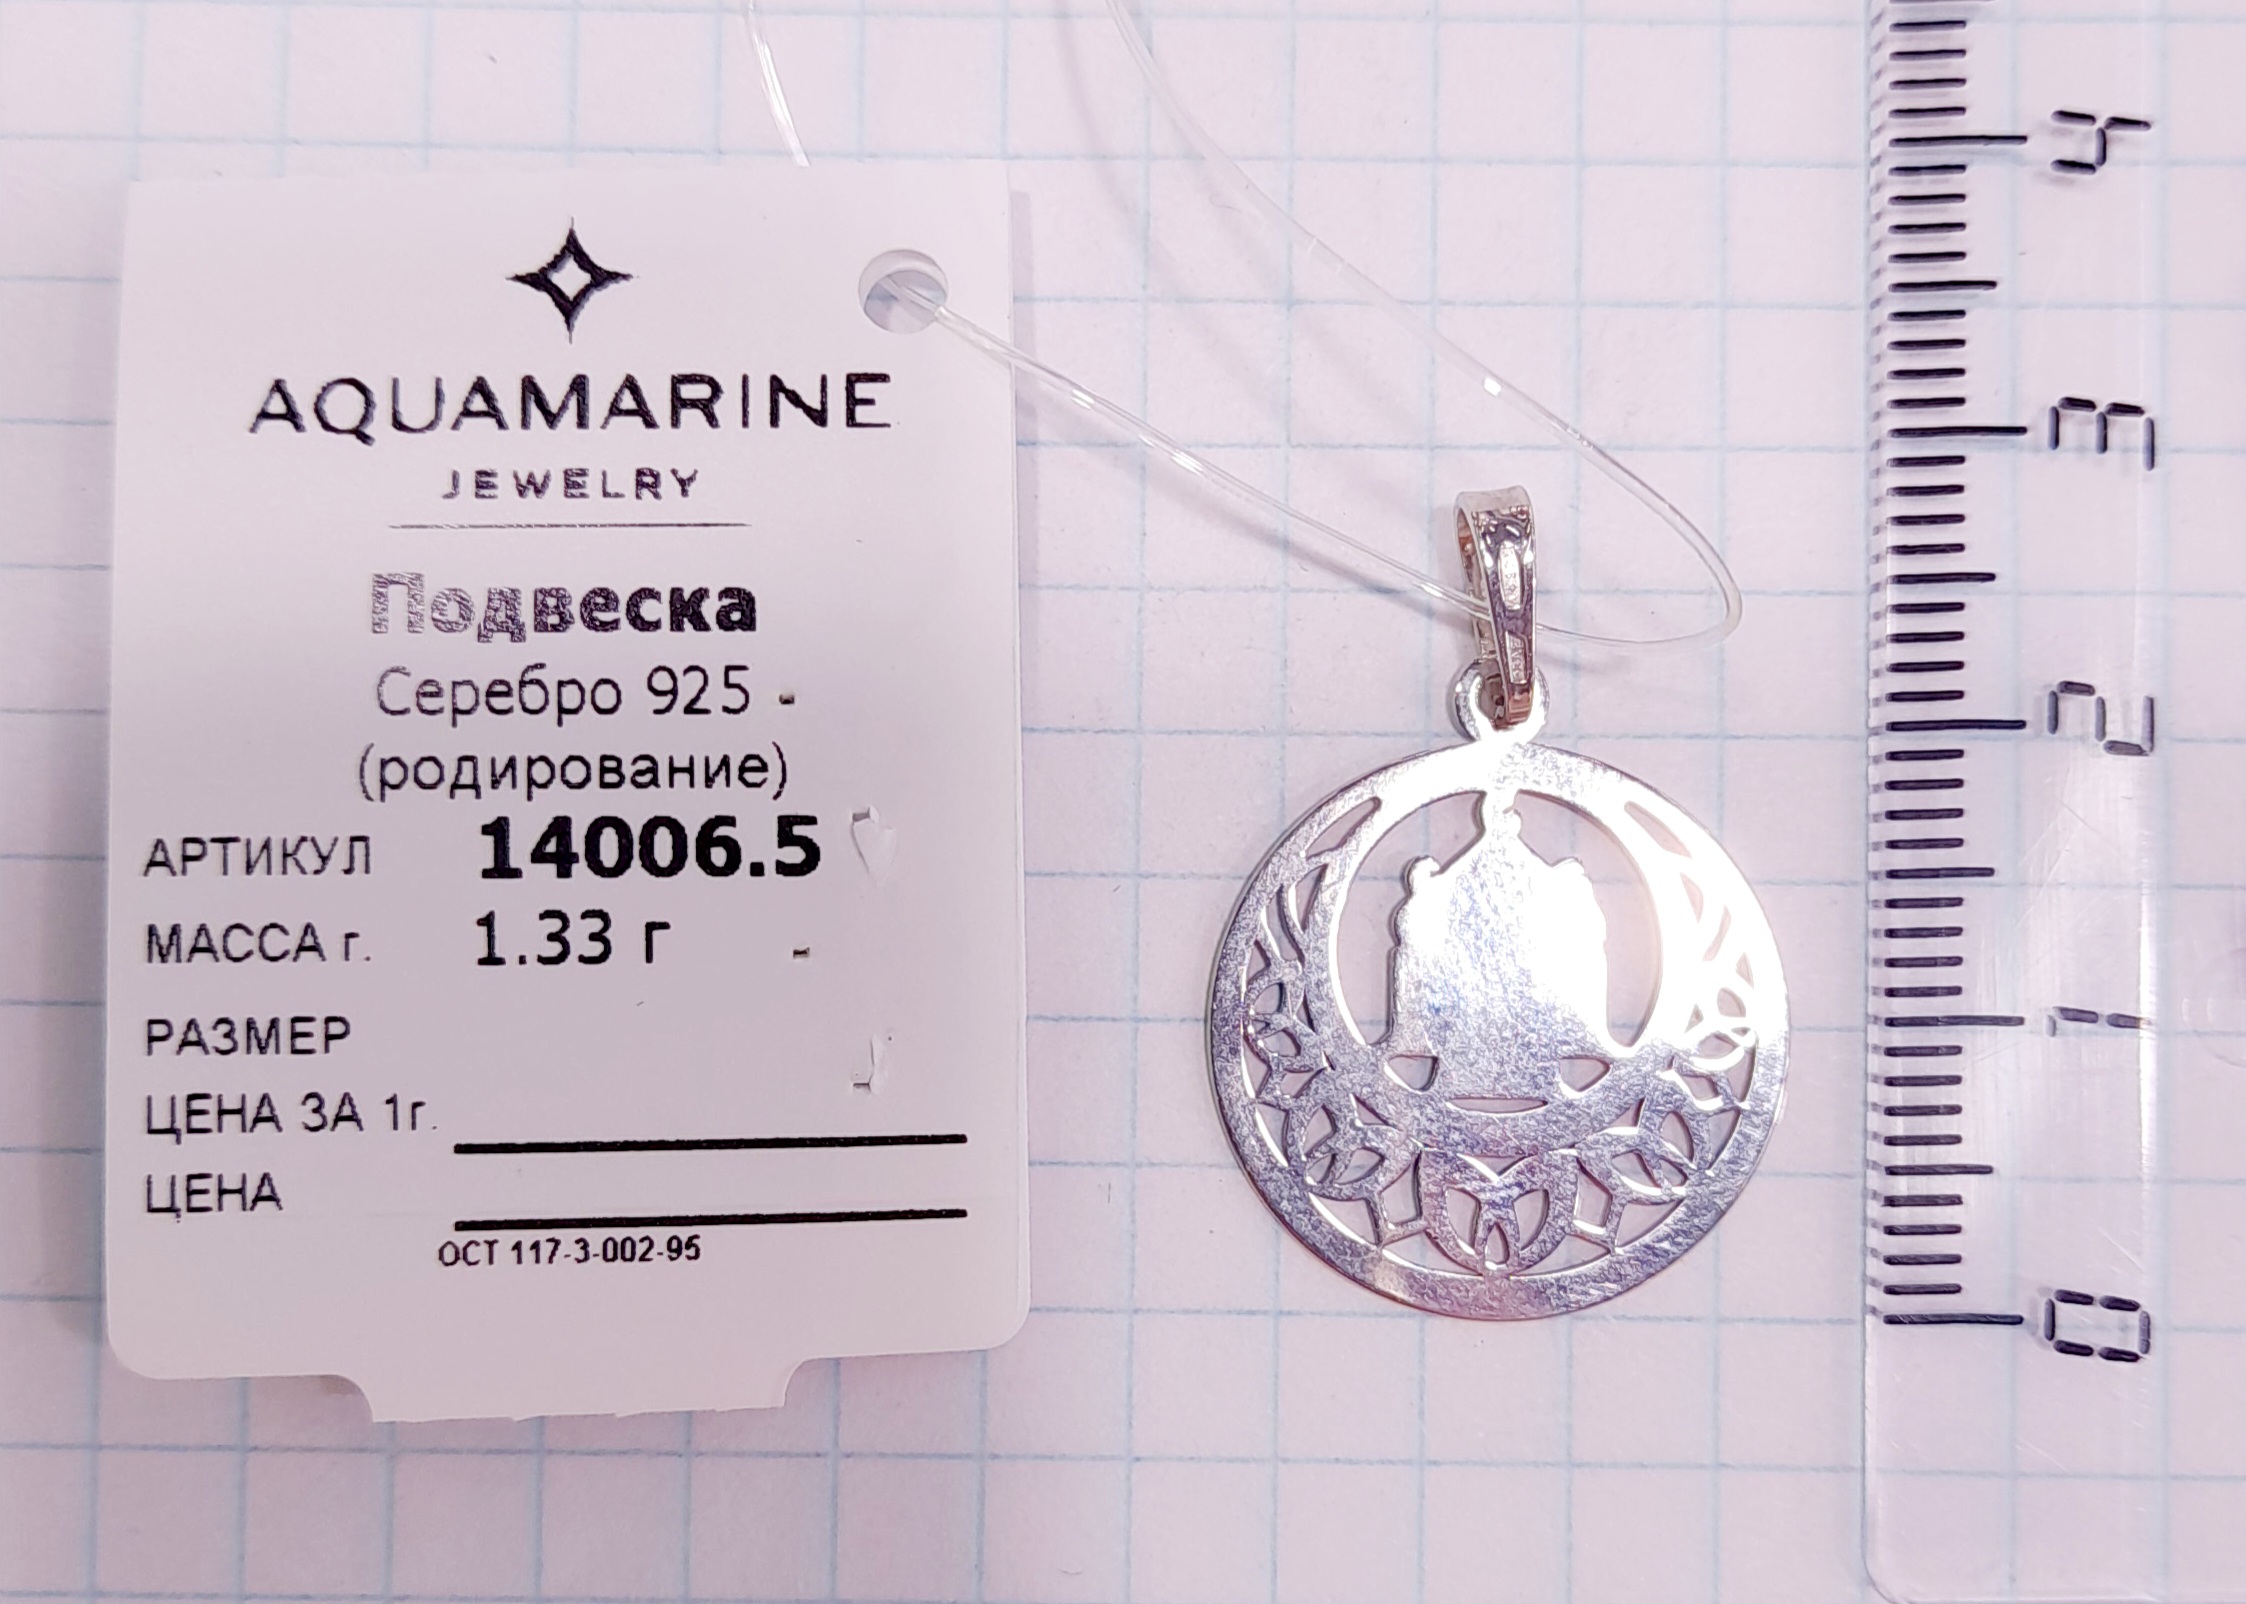 AQUAMARINE
JEWELRY
Подвеска
Серебро 925 -
(родирование)
АРТИКУЛ 14006.5
МАССА г. 1.33 г -
РАЗМЕР
ЦЕНА ЗА 1г.
ЦЕНА
ОСТ 117-3-002-95
4
3
2
1
0